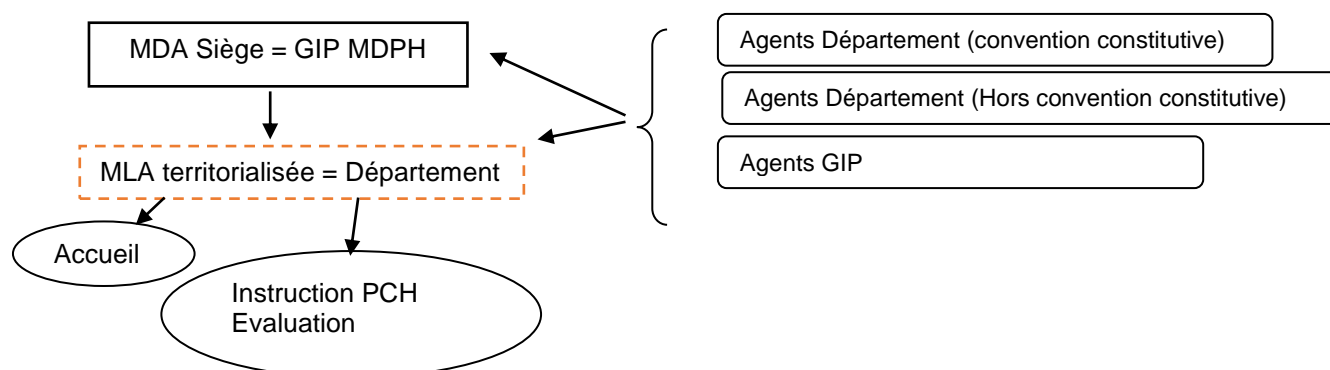 MDA Siège = GIP MDPH
MLA territorialisée = Département
Accueil
Instruction PCH
Evaluation
Agents Département (convention constitutive)
Agents Département (Hors convention constitutive)
Agents GIP